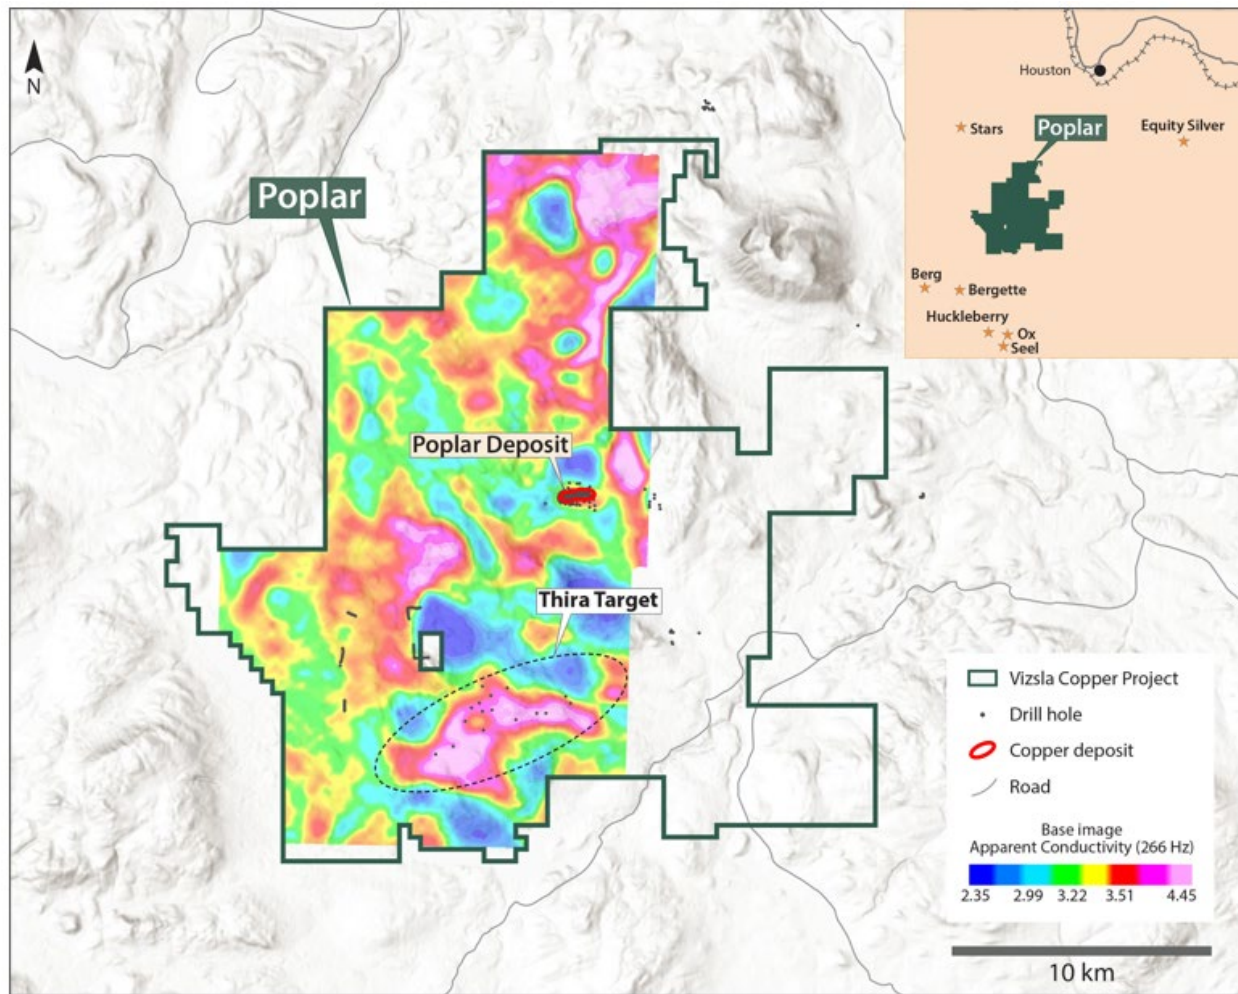 N
Poplar
Poplar Deposit
Thira Target
Houston
Stars
Poplar
Equity Silver
Berg
Bergette
Huckleberry
Ox
Seel
Vizsla Copper Project
Drill hole
Copper deposit
Road
Base image
Apparent Conductivity (266 Hz)
2.35 2.99 3.22 3.51 4.45
10 km